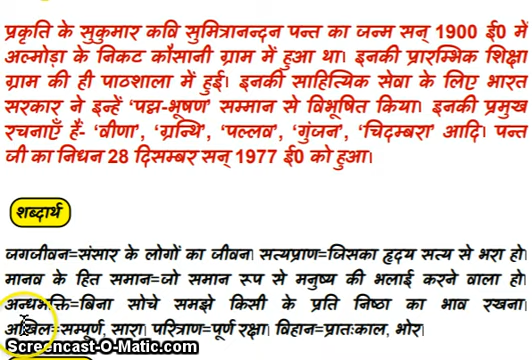 प्रकृति के सुकुमार कवि सुमित्रानन्दन पन्त का जन्म सन् 1900 ई0 में
अल्मोड़ा के निकट कौसानी ग्राम में हुआ था। इनकी प्रारम्भिक शिक्षा
ग्राम की ही पाठशाला में हुई। इनकी साहित्यिक सेवा के लिए भारत
सरकार ने इन्हें ‘पद्म-भूषण’ सम्मान से विभूषित किया। इनकी प्रमुख
रचनाएँ हैं- ‘वीणा’, ‘ग्रन्थि’, ‘पल्लव’, ‘गुंजन’, ‘चिदम्बरा’ आदि। पन्त
जी का निधन 28 दिसम्बर सन् 1977 ई0 को हुआ।
शब्दार्थ
जगजीवन=संसार के लोगों का जीवन। सत्यप्राण=जिसका हृदय सत्य से भरा हो।
मानव के हित समान=जो समान रूप से मनुष्य की भलाई करने वाला हो।
अन्धभक्ति=बिना सोचे समझे किसी के प्रति निष्ठा का भाव रखना।
अखिल=सम्पूर्ण, सारा। परित्राण=पूर्ण रक्षा। विहान=प्रातःकाल, भोर।
Screencast-O-Matic.com